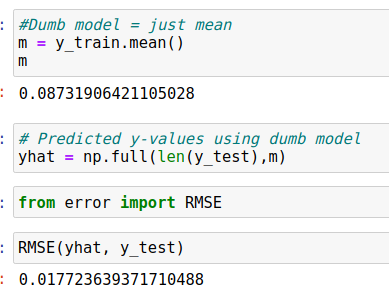 #Dumb model = just mean
m = y_train.mean()
m
0.08731906421105028
# Predicted y-values using dumb model
yhat = np.full(len(y_test),m)
from error import RMSE
RMSE(yhat, y_test)
0.017723639371710488